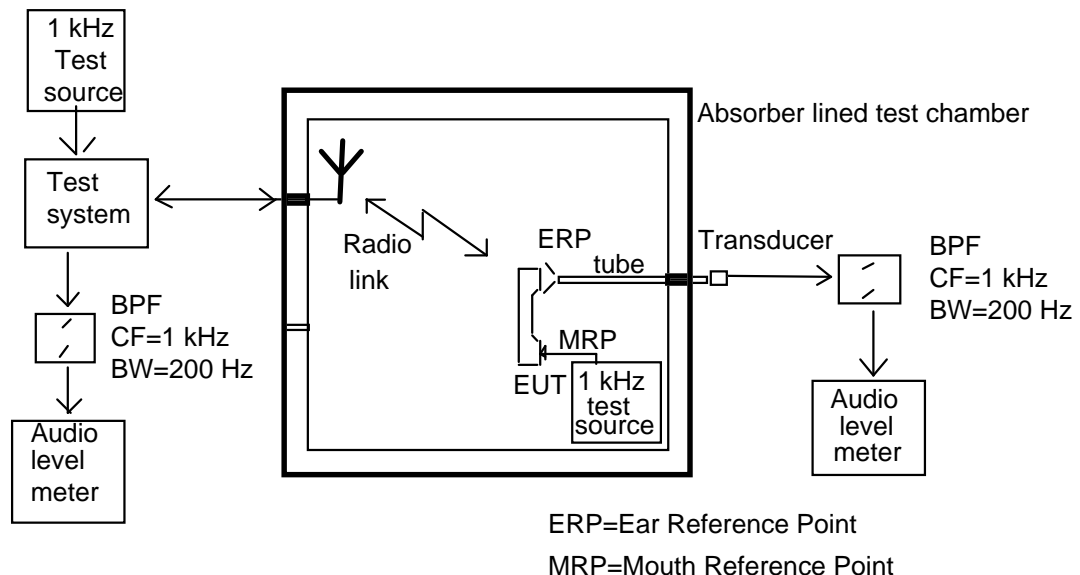 1 kHz
Test
source
Test
system
BPF
CF=1 kHz
BW=200 Hz
Audio
level
meter
Absorber lined test chamber
Radio
link
ERP
tube
MRP
EUT
1 kHz
test
source
Transducer
BPF
CF=1 kHz
BW=200 Hz
Audio
level
meter
ERP=Ear Reference Point
MRP=Mouth Reference Point